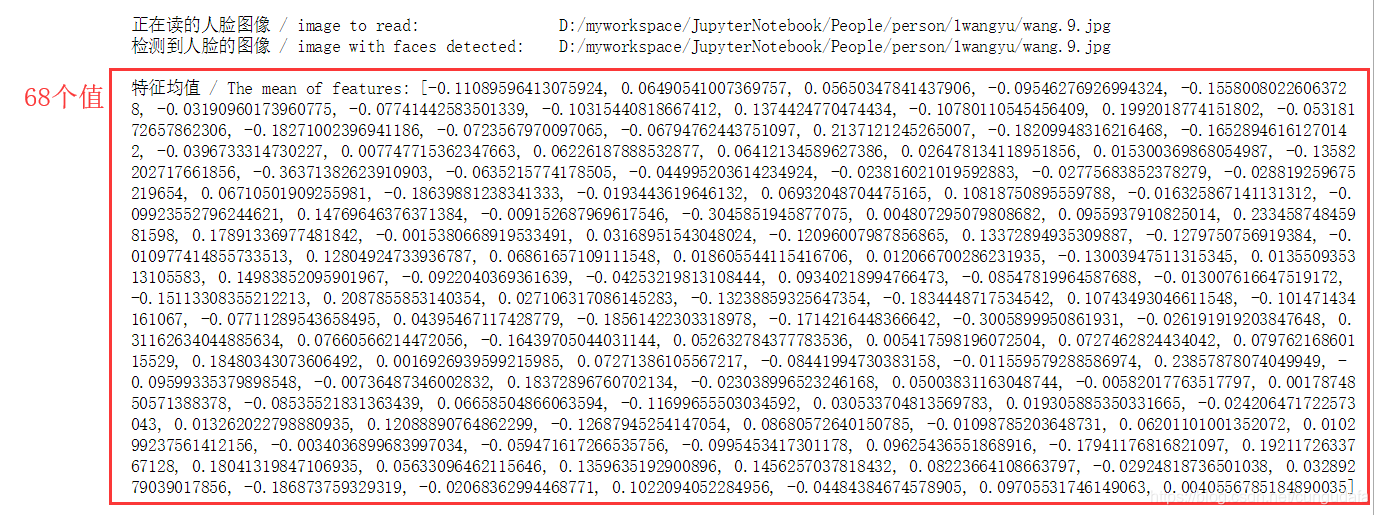 正在读的人脸图像 / image to read: D:/myworkspace/JupyterNotebook/People/person/1wangyu/wang.9.jpg
检测到人脸的图像 / image with faces detected: D:/myworkspace/JupyterNotebook/People/person/1wangyu/wang.9.jpg
68个值
特征均值 / The mean of features: [-0.11089596413075924, 0.06490541007369757, 0.05650347841437906, -0.09546276926994324, -0.1558008022606372
8, -0.03190960173960775, -0.07741442583501339, -0.10315440818667412, 0.1374424770474434, -0.10780110545456409, 0.1992018774151802, -0.05318
172657862306, -0.18271002396941186, -0.0723567970097065, -0.06794762443751097, 0.2137121245265007, -0.18209948316216468, -0.1652894616127014
2, -0.0396733314730227, 0.007747715362347663, 0.06226187888532877, 0.06412134589627386, 0.026478134118951856, 0.015300369868054987, -0.13582
202717661856, -0.36371382623910903, -0.0635215774178505, -0.044995203614234924, -0.023816021019592883, -0.0277568385237827​9, -0.028819259675
219654, 0.06710501909255981, -0.18639881238341333, -0.0193443619646132, 0.06932048704475165, 0.10818750895559788, -0.016325867141131312, -0.
09923552796244621, 0.14769646376371384, -0.009152687969617546, -0.3045851945877075, 0.004807295079808682, 0.0955937910825014, 0.233458748459
81598, 0.17891336977481842, -0.0015380668919533491, 0.03168951543048024, -0.12096007987856865, 0.13372894935309887, -0.1279750756919384, -0.
010977414855733513, 0.12804924733936787, 0.06861657109111548, 0.018605544115416706, 0.012066700286231935, -0.13003947511315345, 0.0135509353
13105583, 0.14983852095901967, -0.0922040369361639, -0.04253219813108444, 0.09340218994766473, -0.08547819964587688, -0.013007616647519172,
-0.15113308355212213, 0.2087855853140354, 0.027106317086145283, -0.13238859325647354, -0.1834448717534542, 0.10743493046611548, -0.101471434
161067, -0.07711289543658495, 0.04395467117428779, -0.18561422303318978, -0.1714216448366642, -0.3005899950861931, -0.026191919203847648, 0.
31162634044885634, 0.07660566214472056, -0.16439705044031144, 0.052632784377783536, 0.005417598196072504, 0.0727462824434042, 0.079762168601
15529, 0.18480343073606492, 0.0016926939599215985, 0.07271386105567217, -0.08441994730383158, -0.011559579288586974, 0.23857878074049949, -
0.09599335379898548, -0.00736487346002832, 0.18372896760702134, -0.023038996523246168, 0.05003831163048744, -0.00582017763517797, 0.00178748
50571388378, -0.08535521831363439, 0.06658504866063594, -0.11699655503034592, 0.030533704813569783, 0.019305885350331665, -0.024206471722573
043, 0.013262022798880935, 0.12088890764862299, -0.12687945254147054, 0.08680572640150785, -0.01098785203648731, 0.06201101001352072, 0.0102
99237561412156, -0.0034036899683997034, -0.059471617266535756, -0.0995453417301178, 0.09625436551868916, -0.17941176816821097, 0.19211726337
67128, 0.18041319847106935, 0.05633096462115646, 0.1359635192900896, 0.1456257037818432, 0.08223664108663797, -0.02924818736501038, 0.032892
79039017856, -0.186873759329319, -0.02068362994468771, 0.1022094052284956, -0.04484384674578905, 0.09705531746149063, 0.004055678518489​0035]